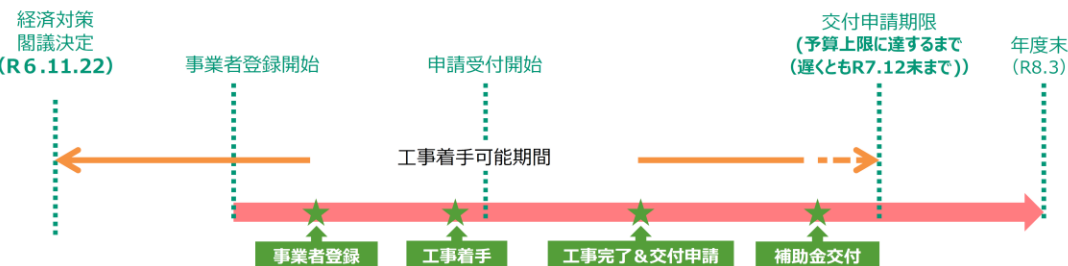 経済対策
閣議決定
(R６.11.22)
事業者登録開始
申請受付開始
交付申請期限
(予算上限に達するまで
（遅くともR7.12末まで))
年度末
（R8.3）
工事着手可能期間
事業者登録
工事着手
工事完了＆交付申請
補助金交付